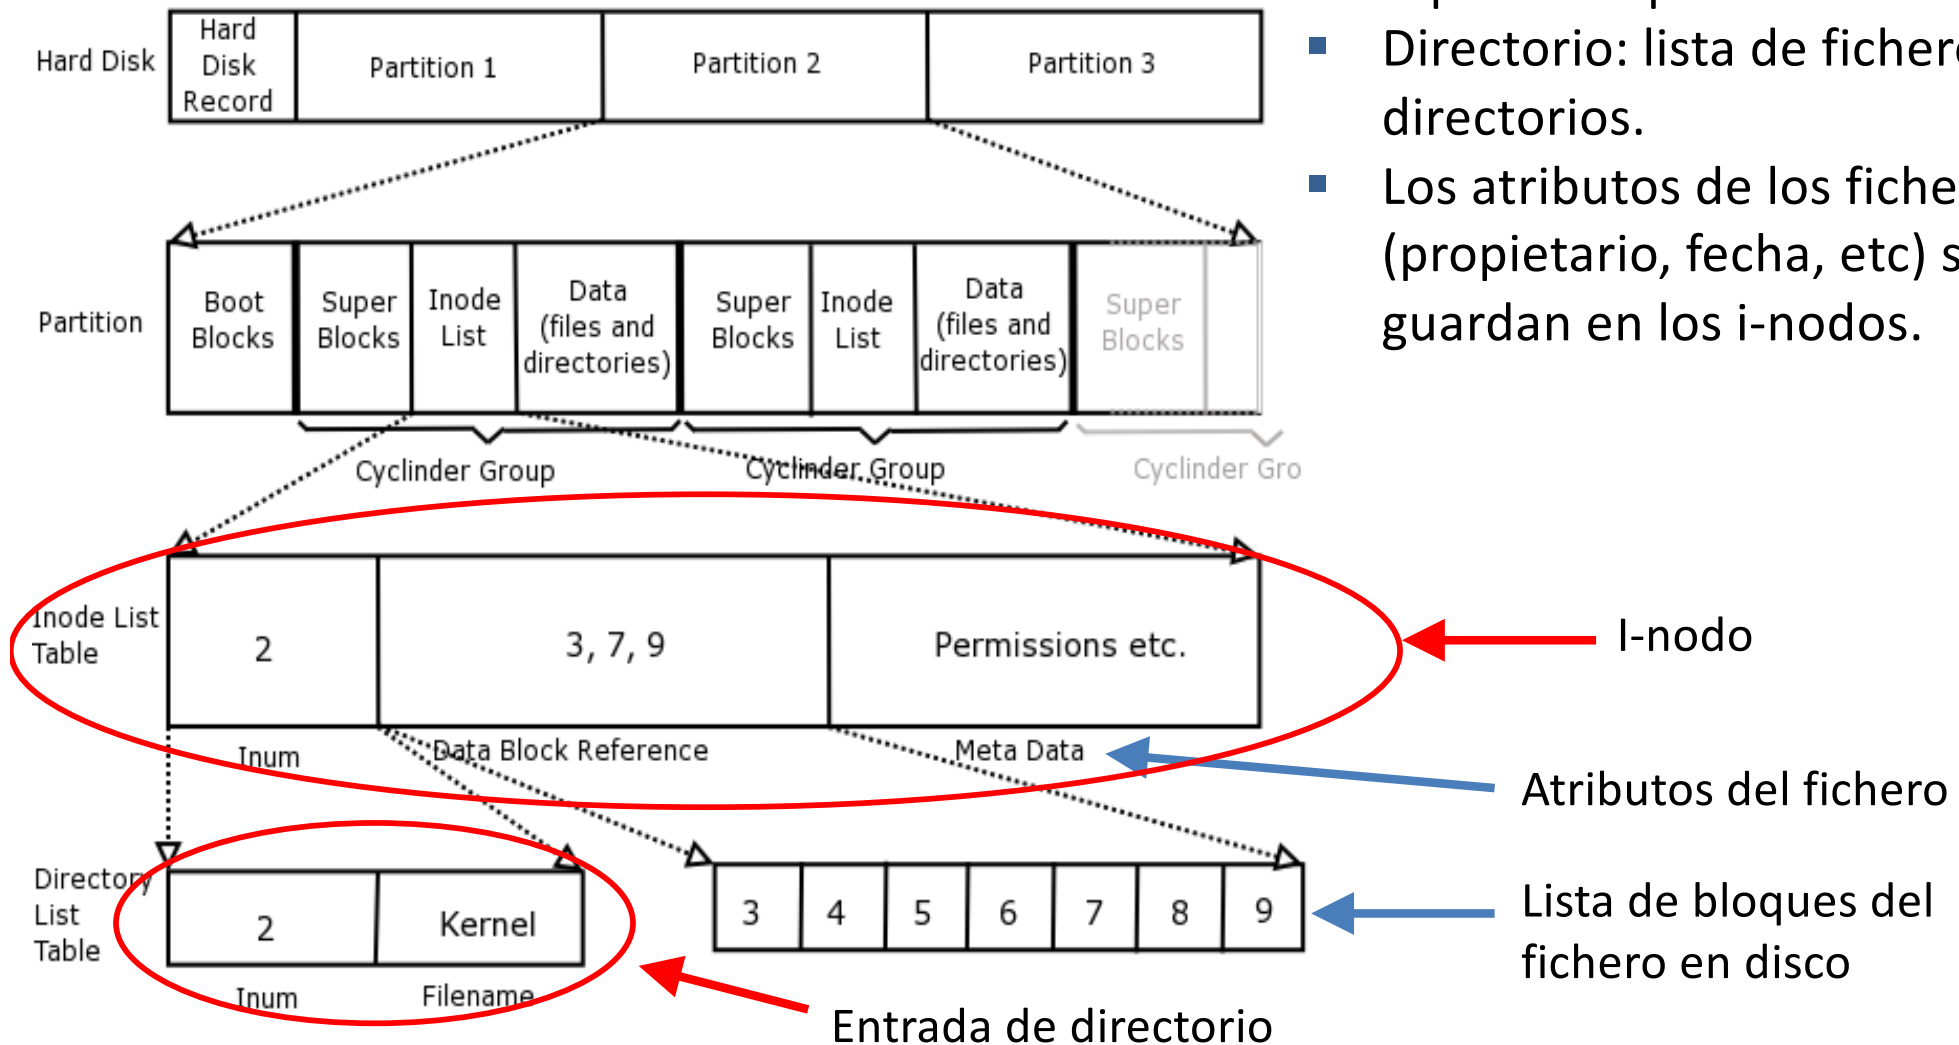 Hard Disk
Hard
Disk
Record
Partition 1
Partition 2
Partition 3
Directorio: lista de ficher
directorios.
Los atributos de los fiche
(propietario, fecha, etc) s
guardan en los i-nodos.
Partition
Boot
Blocks
Super
Blocks
Inode
List
Data
(files and
directories)
Super
Blocks
Inode
List
Data
(files and
directories)
Super
Blocks
Cyclinder Group
Cyclinder Group
Cyclinder Gro
Inode List
Table
2
3, 7, 9
Permissions etc.
I-nodo
Inum
Data Block Reference
Meta Data
Atributos del fichero
Directory
List
Table
2
Kernel
3
4
5
6
7
8
9
Lista de bloques del
fichero en disco
Inum
Filename
Entrada de directorio